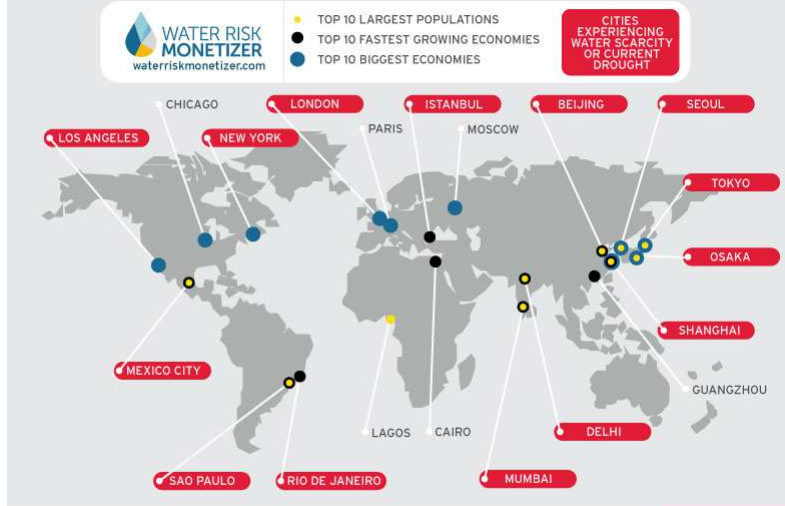 WATER RISK
MONETIZER
waterriskmonetizer.com
TOP 10 LARGEST POPULATIONS
TOP 10 FASTEST GROWING ECONOMIES
TOP 10 BIGGEST ECONOMIES
CITIES
EXPERIENCING
WATER SCARCITY
OR CURRENT
DROUGHT
CHICAGO
LONDON
ISTANBUL
BEIJING
SEOUL
LOS ANGELES
NEW YORK
PARIS
MOSCOW
TOKYO
OSAKA
SHANGHAI
MEXICO CITY
GUANGZHOU
LAGOS
CAIRO
DELHI
SAO PAULO
RIO DE JANEIRO
MUMBAI